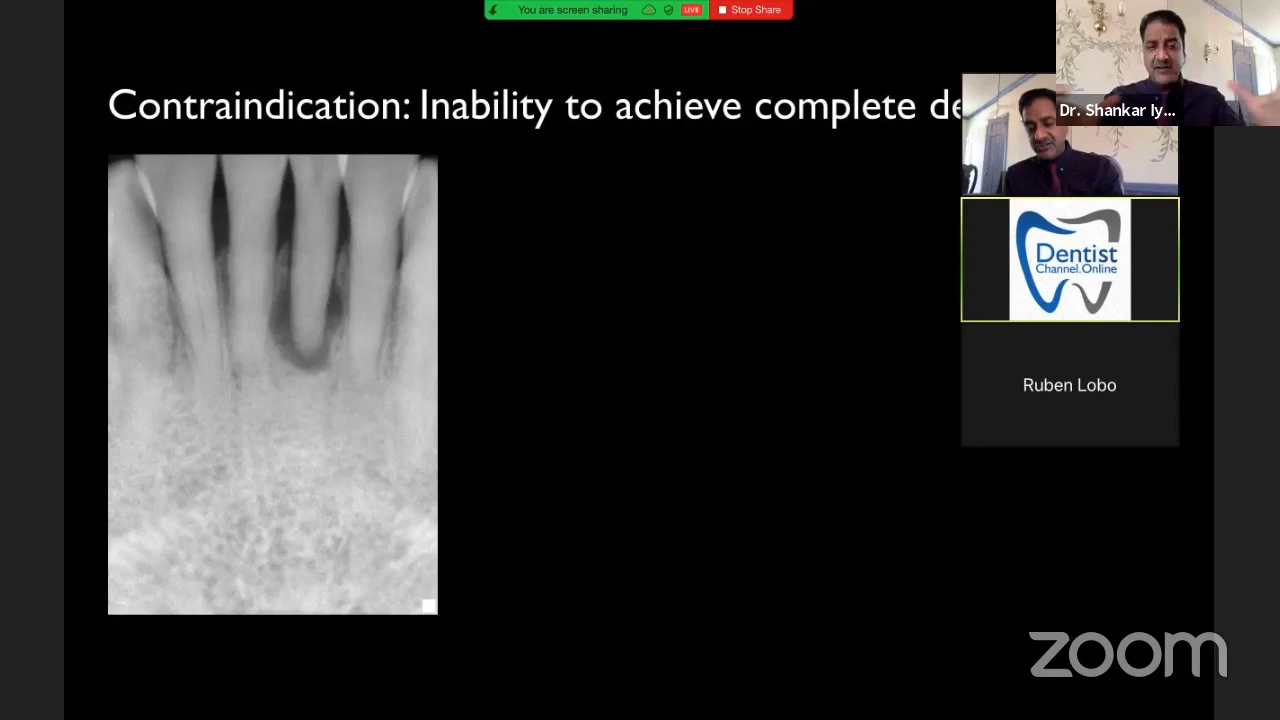 You are screen sharing LIVE Stop Share
Contraindication: Inability to achieve complete de
Dr. Shankar Iy...
Dentist
Channel.Online
Ruben Lobo
zoom